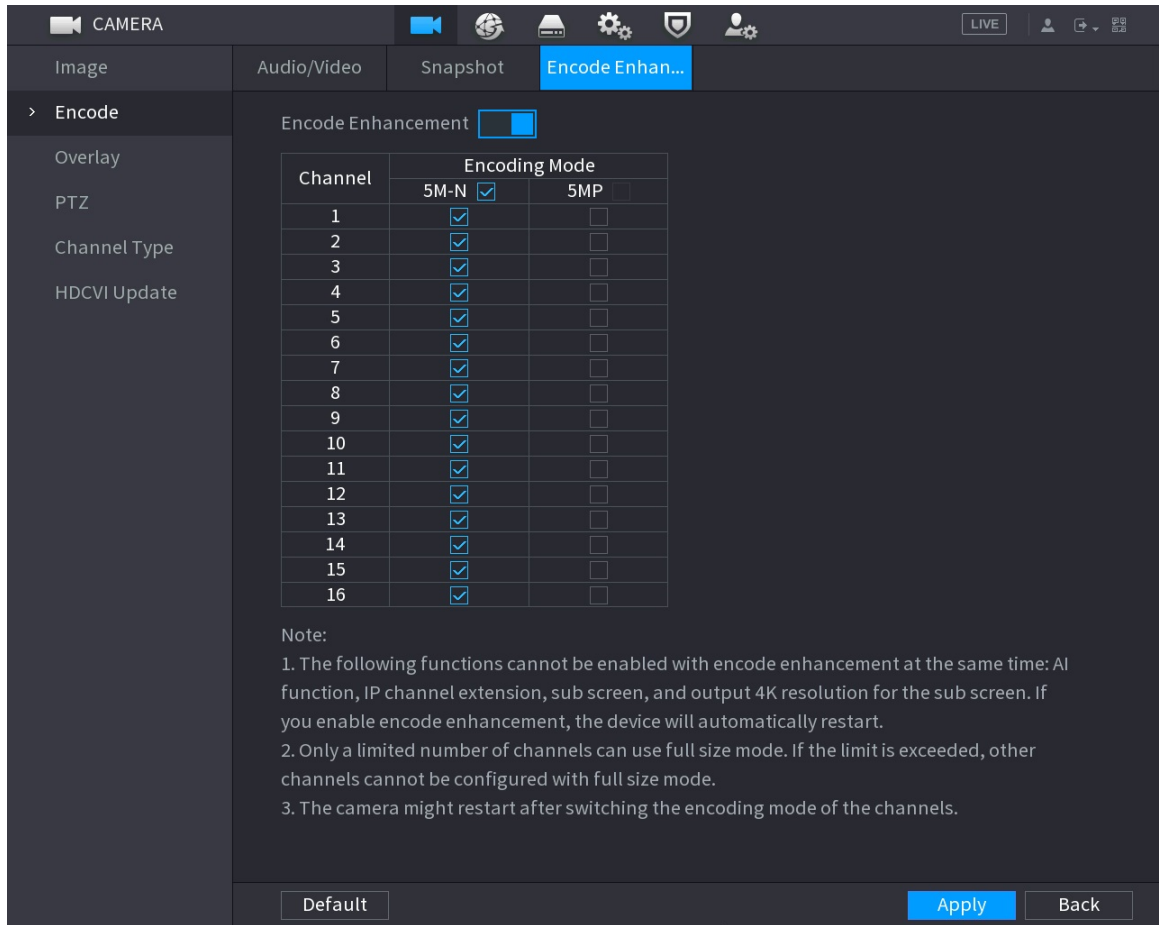 CAMERA
LIVE
Image
Audio/Video Snapshot Encode Enhan...
Encode
Overlay
PTZ
Channel Type
HDCVI Update
Encode Enhancement
Channel Encoding Mode
5M-N 5MP
1
2
3
4
5
6
7
8
9
10
11
12
13
14
15
16
Note:
1. The following functions cannot be enabled with encode enhancement at the same time: AI
function, IP channel extension, sub screen, and output 4K resolution for the sub screen. If
you enable encode enhancement, the device will automatically restart.
2. Only a limited number of channels can use full size mode. If the limit is exceeded, other
channels cannot be configured with full size mode.
3. The camera might restart after switching the encoding mode of the channels.
Default Apply Back